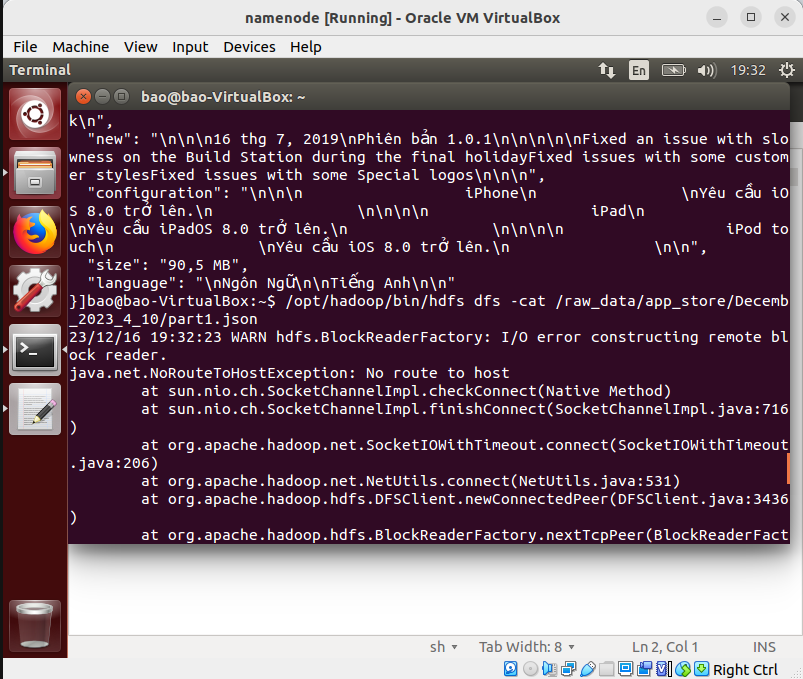 namenode [Running] - Oracle VM VirtualBox
File Machine View Input Devices Help
Terminal
En
19:32
bao@bao-VirtualBox: ~
k\n",
"new": "\n\n\n16 thg 7, 2019\nPhiên bản 1.0.1\n\n\n\n\nFixed an issue with slo
wness on the Build Station during the final holidayFixed issues with some custom
er stylesFixed issues with some Special logos\n\n\n",
"configuration": "\n\n\n iPhone\n \nYêu cầu iO
S 8.0 trở lên.\n \n\n\n\n iPad\n
\nYêu cầu iPadOS 8.0 trở lên.\n \n\n\n\n iPod to
uch\n \nYêu cầu iOS 8.0 trở lên.\n \n\n",
"size": "90,5 MB",
"language": "\nNgôn Ngữ\n\nTiếng Anh\n\n"
}]bao@bao-VirtualBox:~$ /opt/hadoop/bin/hdfs dfs -cat /raw_data/app_store/Decemb
_2023_4_10/part1.json
23/12/16 19:32:23 WARN hdfs.BlockReaderFactory: I/O error constructing remote bl
ock reader.
java.net.NoRouteToHostException: No route to host
at sun.nio.ch.SocketChannelImpl.checkConnect(Native Method)
at sun.nio.ch.SocketChannelImpl.finishConnect(SocketChannelImpl.java:716
)
at org.apache.hadoop.net.SocketIOWithTimeout.connect(SocketIOWithTimeout
.java:206)
at org.apache.hadoop.net.NetUtils.connect(NetUtils.java:531)
at org.apache.hadoop.hdfs.DFSClient.newConnectedPeer(DFSClient.java:3436
)
at org.apache.hadoop.hdfs.BlockReaderFactory.nextTcpPeer(BlockReaderFact
sh Tab Width: 8 Ln 2, Col 1 INS
Right Ctrl